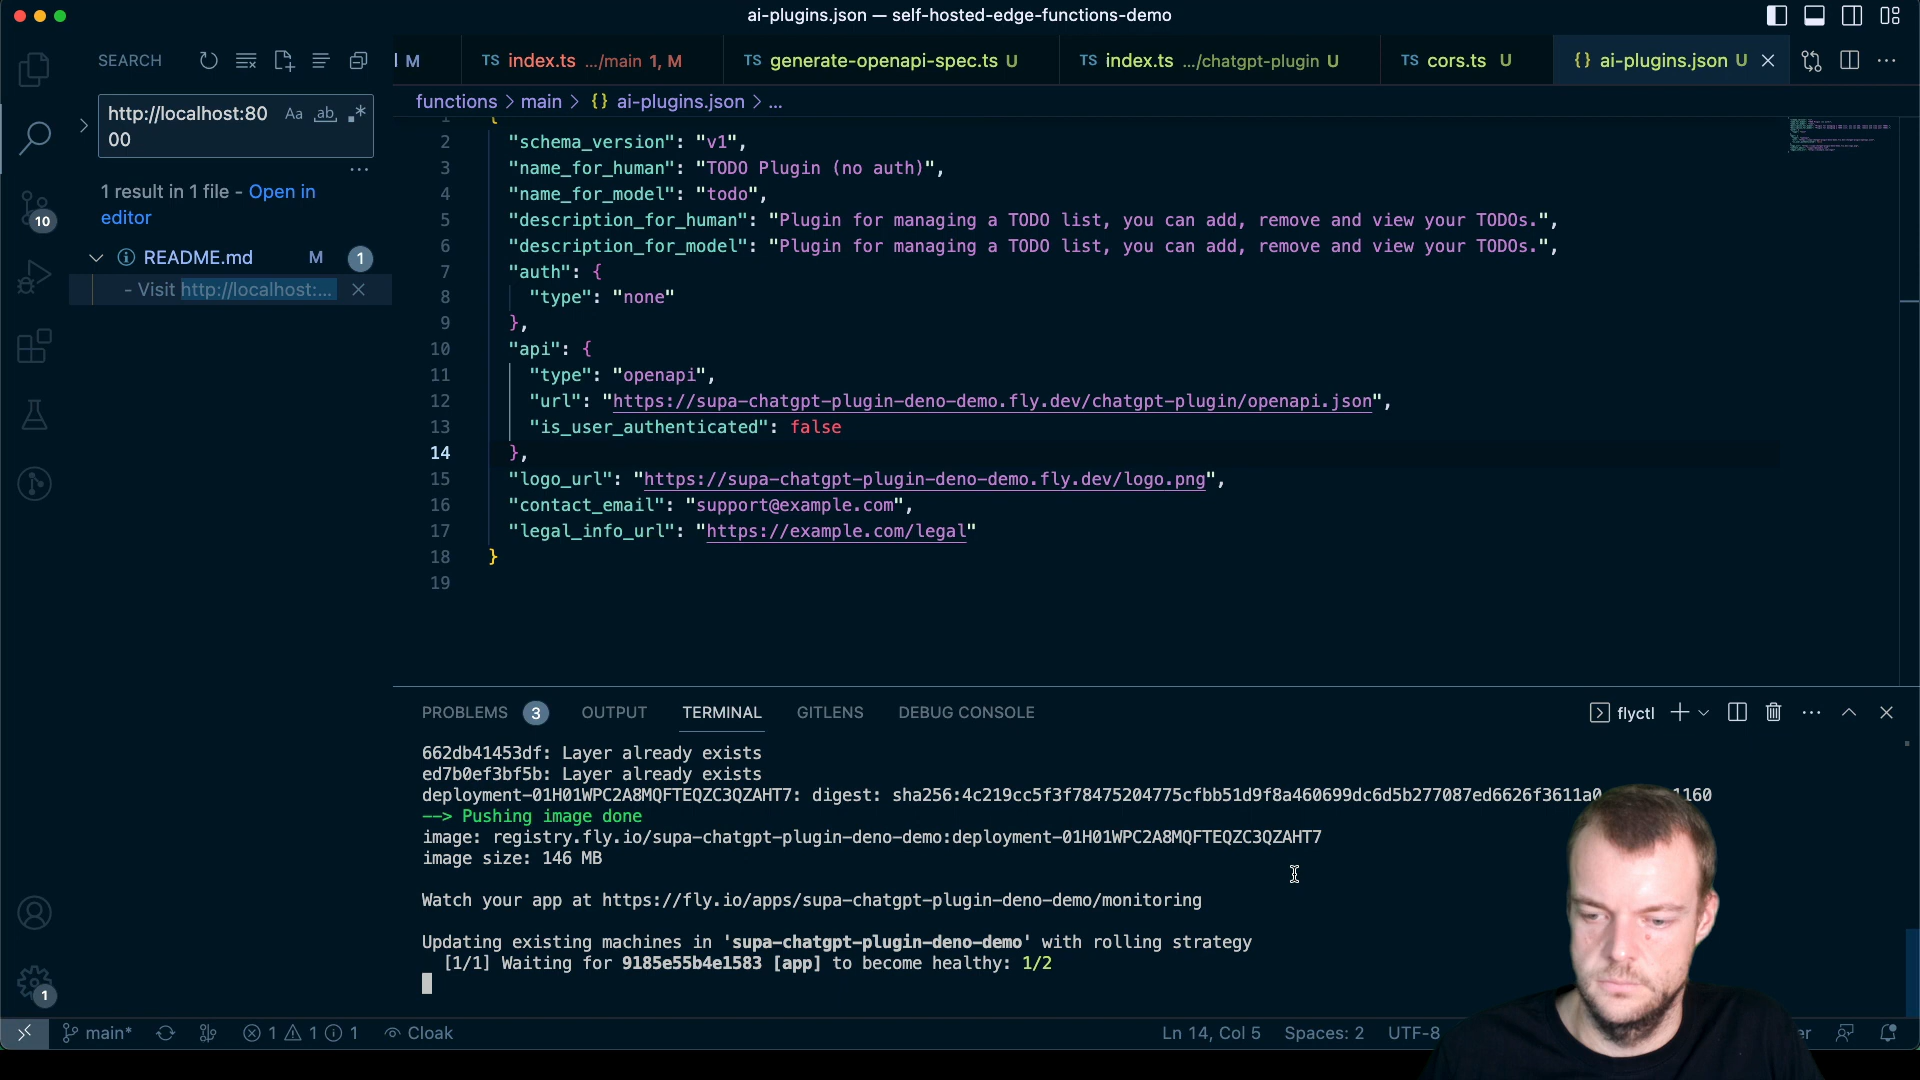 ai-plugins.json — self-hosted-edge-functions-demo
SEARCH
M
TS index.ts .../main 1, M
TS generate-openapi-spec.ts U
TS index.ts .../chatgpt-plugin U
TS cors.ts U
{} ai-plugins.json U
http://localhost:80
00
Aa ab .*
functions > main > {} ai-plugins.json > ...
1 result in 1 file - Open in
editor
README.md M 1
- Visit http://localhost:...
10
1 {
2 "schema_version": "v1",
3 "name_for_human": "TODO Plugin (no auth)",
4 "name_for_model": "todo",
5 "description_for_human": "Plugin for managing a TODO list, you can add, remove and view your TODOs.",
6 "description_for_model": "Plugin for managing a TODO list, you can add, remove and view your TODOs.",
7 "auth": {
8 "type": "none"
9 },
10 "api": {
11 "type": "openapi",
12 "url": "https://supa-chatgpt-plugin-deno-demo.fly.dev/chatgpt-plugin/openapi.json",
13 "is_user_authenticated": false
14 },
15 "logo_url": "https://supa-chatgpt-plugin-deno-demo.fly.dev/logo.png",
16 "contact_email": "support@example.com",
17 "legal_info_url": "https://example.com/legal"
18 }
19
PROBLEMS 3 OUTPUT TERMINAL GITLENS DEBUG CONSOLE
flyctl
662db41453df: Layer already exists
ed7b0ef3bf5b: Layer already exists
deployment-01H01WPC2A8MQFTEQZC3QZAHT7: digest: sha256:4c219cc5f3f78475204775cfbb51d9f8a460699dc6d5b277087ed6626f3611a0 1160
--> Pushing image done
image: registry.fly.io/supa-chatgpt-plugin-deno-demo:deployment-01H01WPC2A8MQFTEQZC3QZAHT7
image size: 146 MB
Watch your app at https://fly.io/apps/supa-chatgpt-plugin-deno-demo/monitoring
Updating existing machines in 'supa-chatgpt-plugin-deno-demo' with rolling strategy
[1/1] Waiting for 9185e55b4e1583 [app] to become healthy: 1/2
1
main* 1 1 1 Cloak
Ln 14, Col 5 Spaces: 2 UTF-8